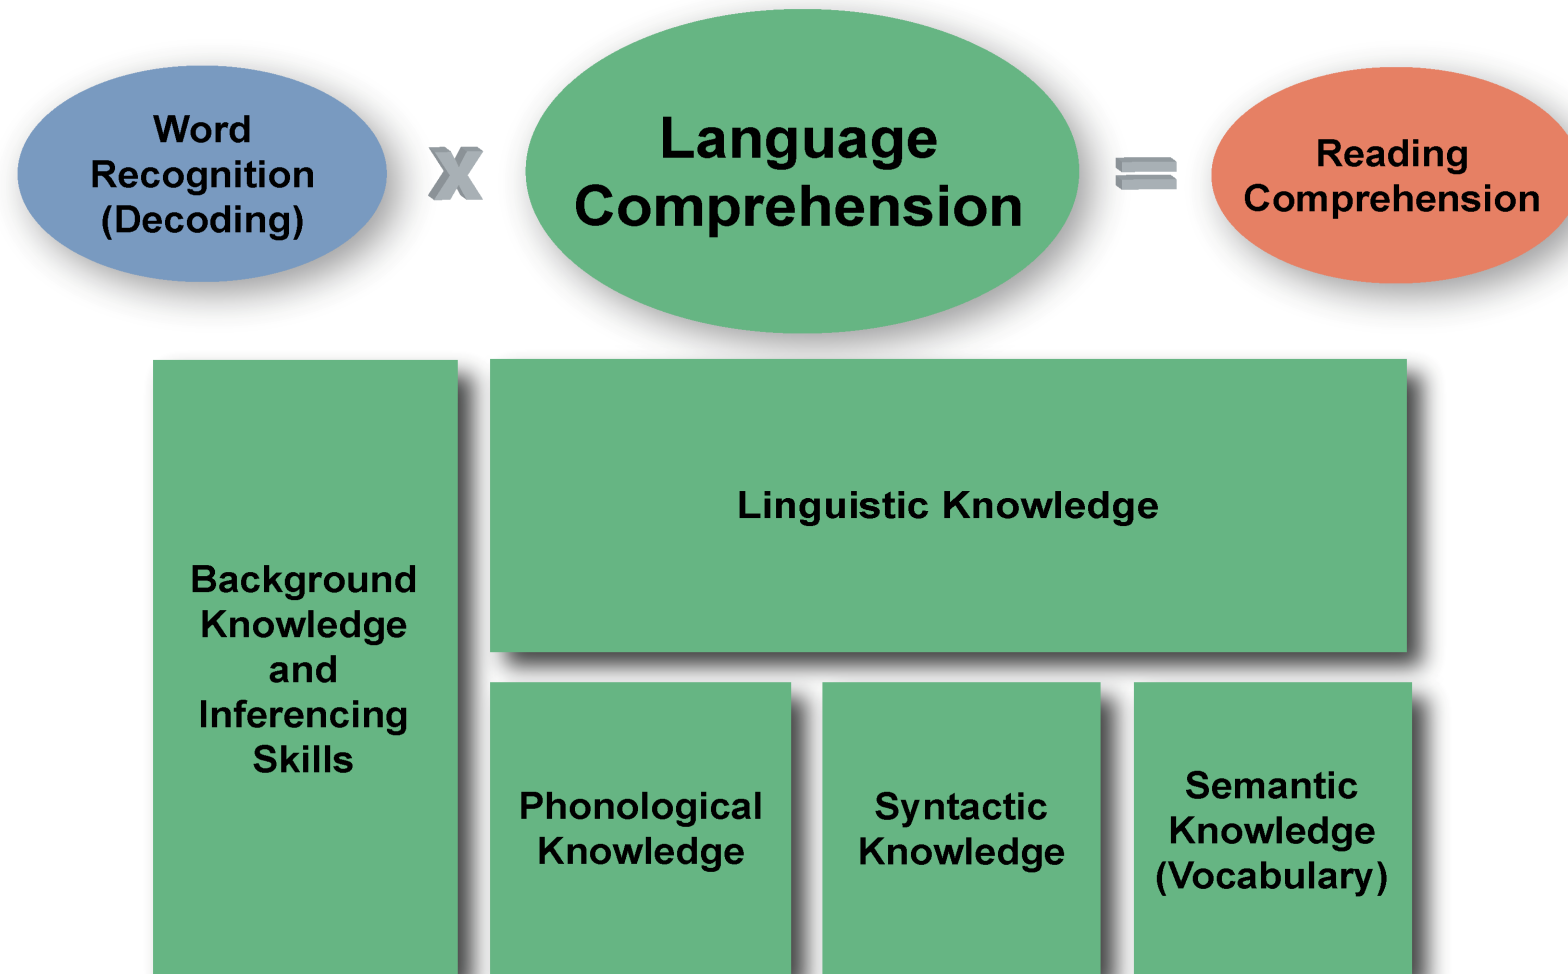 Word
Recognition
(Decoding)
x
Language
Comprehension
=
Reading
Comprehension
Background
Knowledge
and
Inferencing
Skills
Linguistic Knowledge
Phonological
Knowledge
Syntactic
Knowledge
Semantic
Knowledge
(Vocabulary)